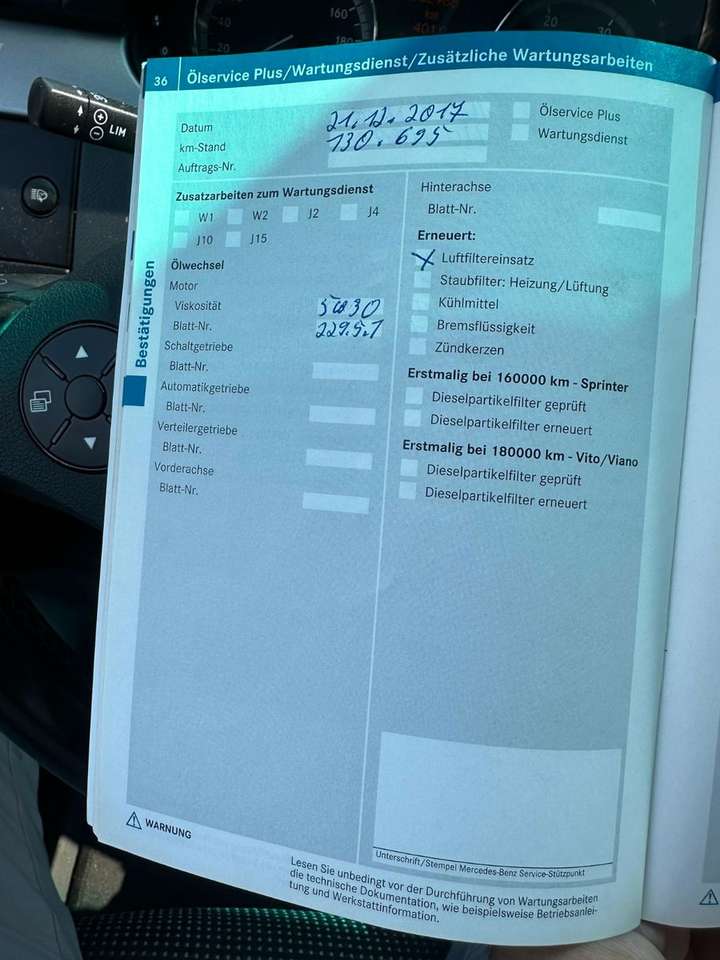 160
40
20
180
LIM
36 Ölservice Plus/Wartungsdienst/Zusätzliche Wartungsarbeiten
Datum 21.12.2017
km-Stand 130.695
Auftrags-Nr.
Ölservice Plus
Wartungsdienst
Zusatzarbeiten zum Wartungsdienst
W1 W2 J2 J4
J10 J15
Ölwechsel
Motor
Viskosität 5W30
Blatt-Nr. 229.51
Schaltgetriebe
Blatt-Nr.
Automatikgetriebe
Blatt-Nr.
Verteilergetriebe
Blatt-Nr.
Vorderachse
Blatt-Nr.
Hinterachse
Blatt-Nr.
Erneuert:
X Luftfiltereinsatz
Staubfilter: Heizung/Lüftung
Kühlmittel
Bremsflüssigkeit
Zündkerzen
Erstmalig bei 160000 km - Sprinter
Dieselpartikelfilter geprüft
Dieselpartikelfilter erneuert
Erstmalig bei 180000 km - Vito/Viano
Dieselpartikelfilter geprüft
Dieselpartikelfilter erneuert
Bestätigungen
Unterschrift/Stempel Mercedes-Benz Service-Stützpunkt
WARNUNG
Lesen Sie unbedingt vor der Durchführung von Wartungsarbeiten
die technische Dokumentation, wie beispielsweise Betriebsanlei-
tung und Werkstattinformation.